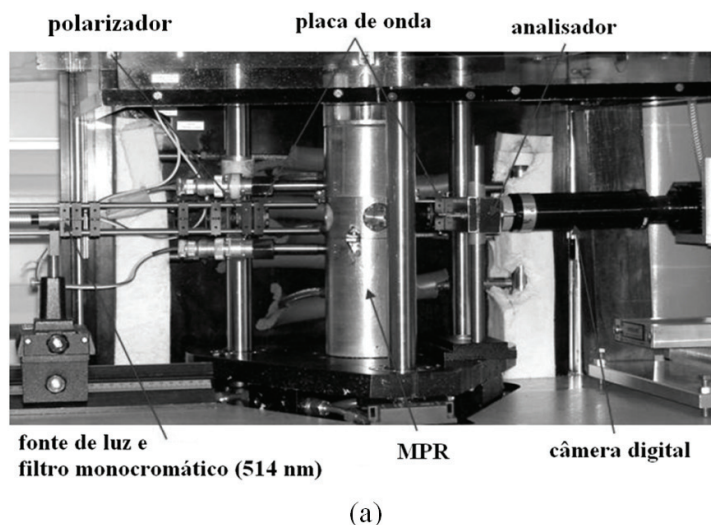 polarizador
placa de onda
analisador
fonte de luz e
filtro monocromático (514 nm)
MPR
câmera digital
(a)